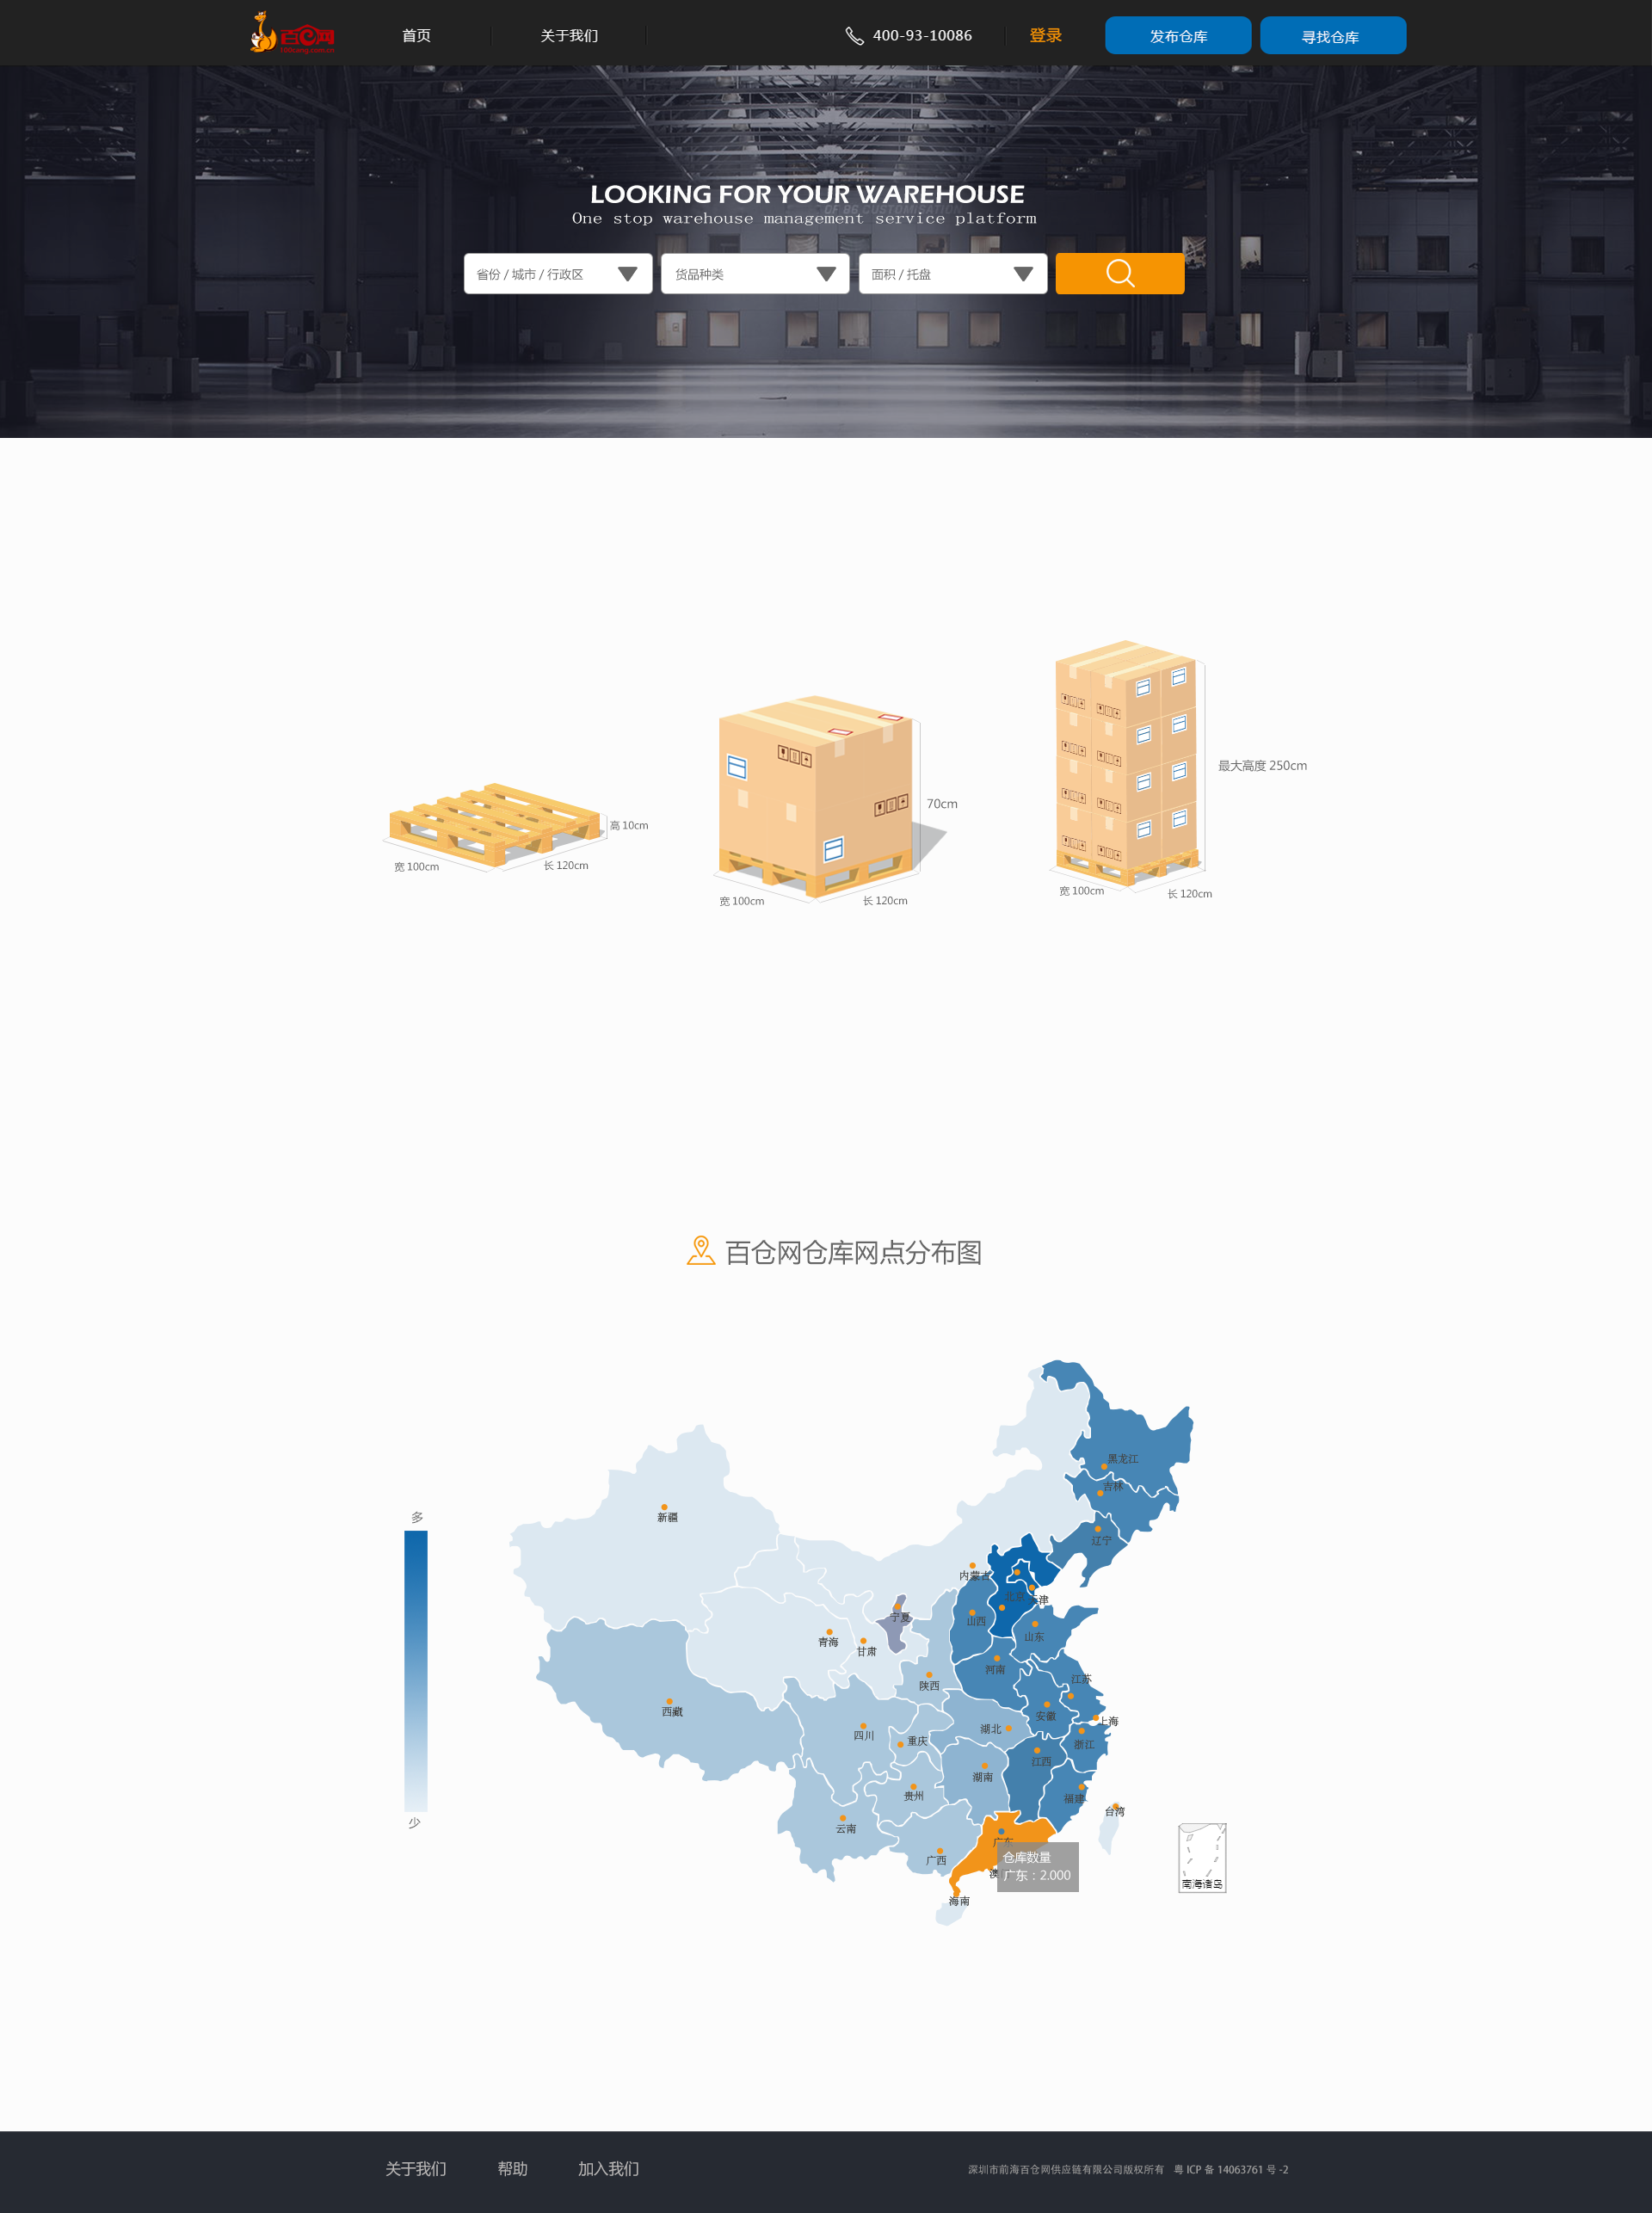 百e网
100cang.com.cn
首页
关于我们
400-93-10086
登录
发布仓库
寻找仓库
LOOKING FOR YOUR WAREHOUSE
One stop warehouse management service platform
省份 / 城市 / 行政区
货品种类
面积 / 托盘
高 10cm
宽 100cm
长 120cm
70cm
宽 100cm
长 120cm
最大高度 250cm
宽 100cm
长 120cm
百仓网仓库网点分布图
多
少
黑龙江
吉林
辽宁
新疆
内蒙古
北京
津
宁夏
山西
山东
青海
甘肃
河南
陕西
江苏
西藏
安徽
上海
四川
重庆
湖北
浙江
江西
湖南
贵州
福建
台湾
云南
广西
广东
仓库数量
广东：2.000
澳
海南
南海诸岛
关于我们
帮助
加入我们
深圳市前海百仓网供应链有限公司版权所有 粤 ICP 备 14063761 号 -2